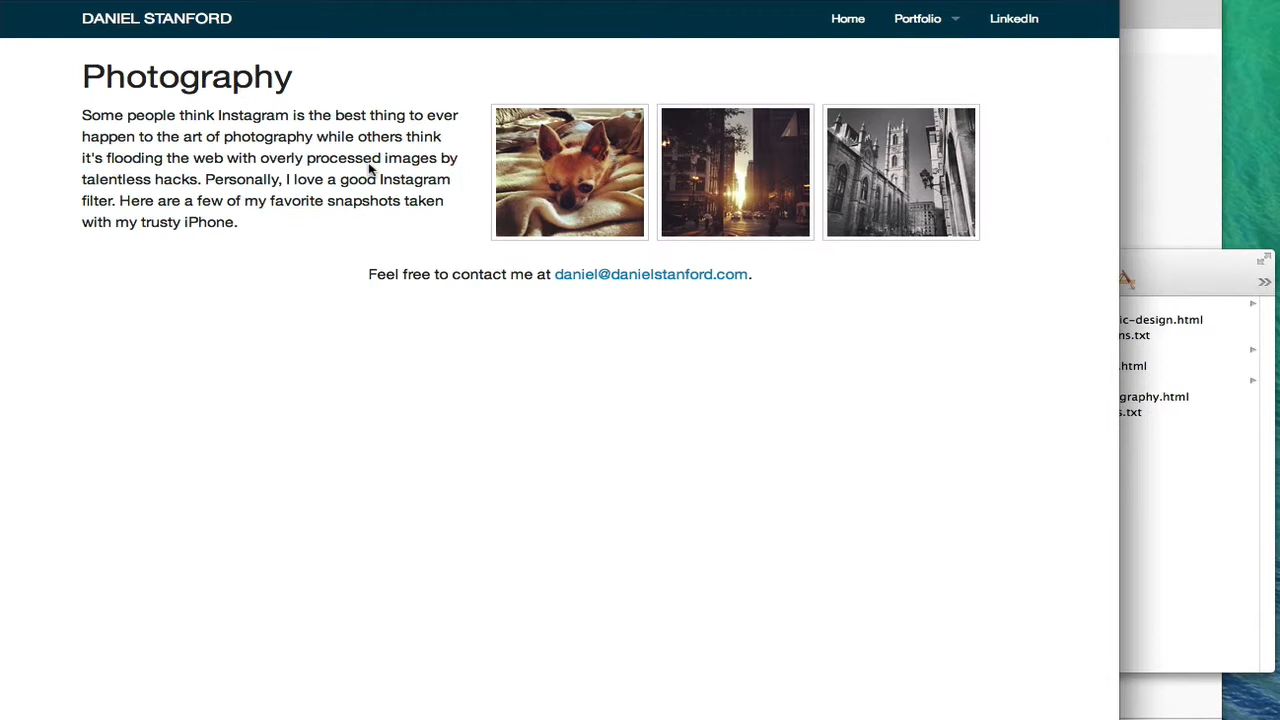 DANIEL STANFORD
Home
Portfolio
LinkedIn
Photography
Some people think Instagram is the best thing to ever
happen to the art of photography while others think
it's flooding the web with overly processed images by
talentless hacks. Personally, I love a good Instagram
filter. Here are a few of my favorite snapshots taken
with my trusty iPhone.
Feel free to contact me at daniel@danielstanford.com.
ic-design.html
ns.txt
.html
graphy.html
s.txt